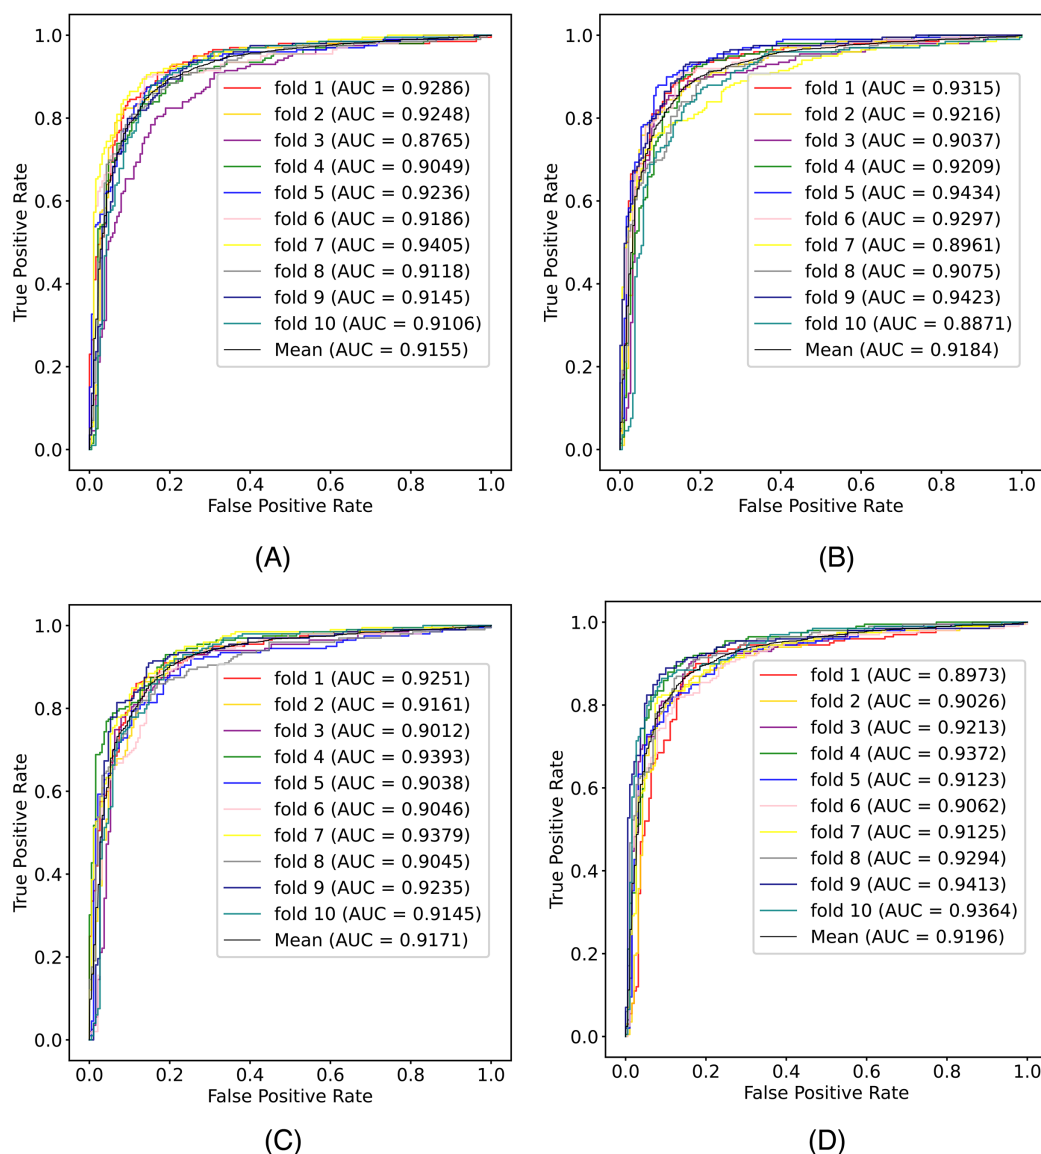 1.0
0.8
0.6
0.4
0.2
0.0
True Positive Rate
fold 1 (AUC = 0.9286)
fold 2 (AUC = 0.9248)
fold 3 (AUC = 0.8765)
fold 4 (AUC = 0.9049)
fold 5 (AUC = 0.9236)
fold 6 (AUC = 0.9186)
fold 7 (AUC = 0.9405)
fold 8 (AUC = 0.9118)
fold 9 (AUC = 0.9145)
fold 10 (AUC = 0.9106)
Mean (AUC = 0.9155)
0.0 0.2 0.4 0.6 0.8 1.0
False Positive Rate
(A)
1.0
0.8
0.6
0.4
0.2
0.0
True Positive Rate
fold 1 (AUC = 0.9315)
fold 2 (AUC = 0.9216)
fold 3 (AUC = 0.9037)
fold 4 (AUC = 0.9209)
fold 5 (AUC = 0.9434)
fold 6 (AUC = 0.9297)
fold 7 (AUC = 0.8961)
fold 8 (AUC = 0.9075)
fold 9 (AUC = 0.9423)
fold 10 (AUC = 0.8871)
Mean (AUC = 0.9184)
0.0 0.2 0.4 0.6 0.8 1.0
False Positive Rate
(B)
1.0
0.8
0.6
0.4
0.2
0.0
True Positive Rate
fold 1 (AUC = 0.9251)
fold 2 (AUC = 0.9161)
fold 3 (AUC = 0.9012)
fold 4 (AUC = 0.9393)
fold 5 (AUC = 0.9038)
fold 6 (AUC = 0.9046)
fold 7 (AUC = 0.9379)
fold 8 (AUC = 0.9045)
fold 9 (AUC = 0.9235)
fold 10 (AUC = 0.9145)
Mean (AUC = 0.9171)
0.0 0.2 0.4 0.6 0.8 1.0
False Positive Rate
(C)
1.0
0.8
0.6
0.4
0.2
0.0
True Positive Rate
fold 1 (AUC = 0.8973)
fold 2 (AUC = 0.9026)
fold 3 (AUC = 0.9213)
fold 4 (AUC = 0.9372)
fold 5 (AUC = 0.9123)
fold 6 (AUC = 0.9062)
fold 7 (AUC = 0.9125)
fold 8 (AUC = 0.9294)
fold 9 (AUC = 0.9413)
fold 10 (AUC = 0.9364)
Mean (AUC = 0.9196)
0.0 0.2 0.4 0.6 0.8 1.0
False Positive Rate
(D)